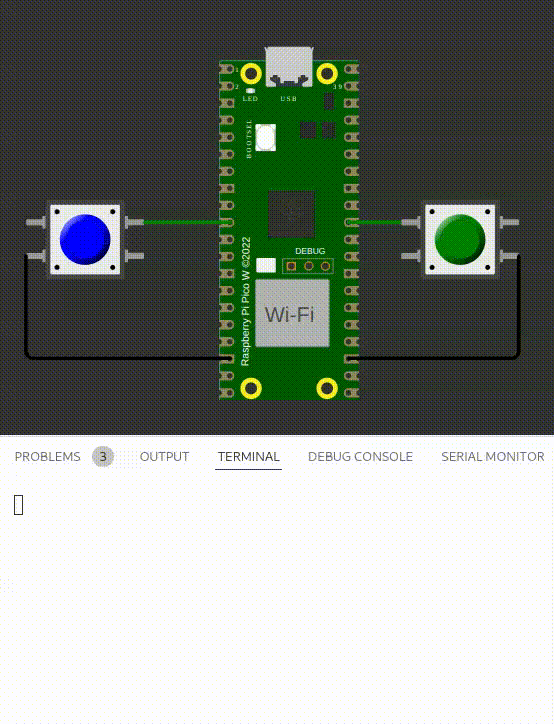 1
2
39
LED
USB
BOOTSEL
DEBUG
Raspberry Pi Pico W ©2022
Wi-Fi
PROBLEMS 3 OUTPUT TERMINAL DEBUG CONSOLE SERIAL MONITOR